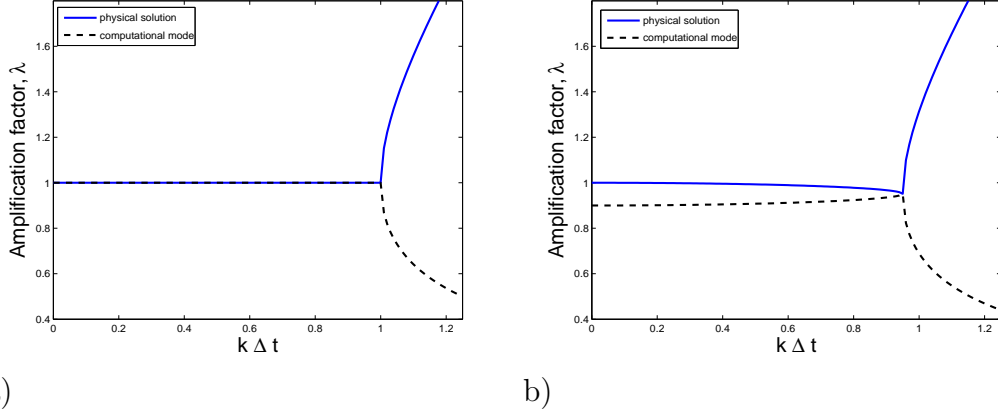 physical solution
computational mode
Amplification factor, λ
1.6
1.4
1.2
1
0.8
0.6
0.4
0 0.2 0.4 0.6 0.8 1 1.2
k Δ t
)
physical solution
computational mode
Amplification factor, λ
1.6
1.4
1.2
1
0.8
0.6
0.4
0 0.2 0.4 0.6 0.8 1 1.2
k Δ t
b)